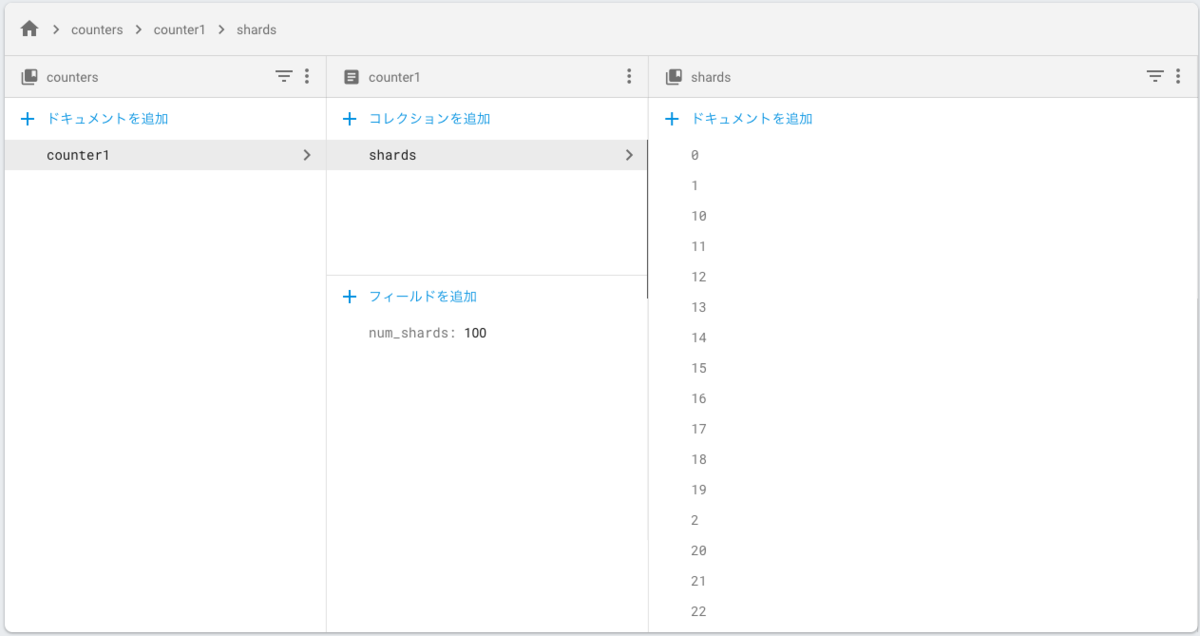 counters counter1 shards
counters
ドキュメントを追加
counter1
counter1
コレクションを追加
shards
フィールドを追加
num_shards: 100
shards
ドキュメントを追加
0
1
10
11
12
13
14
15
16
17
18
19
2
20
21
22